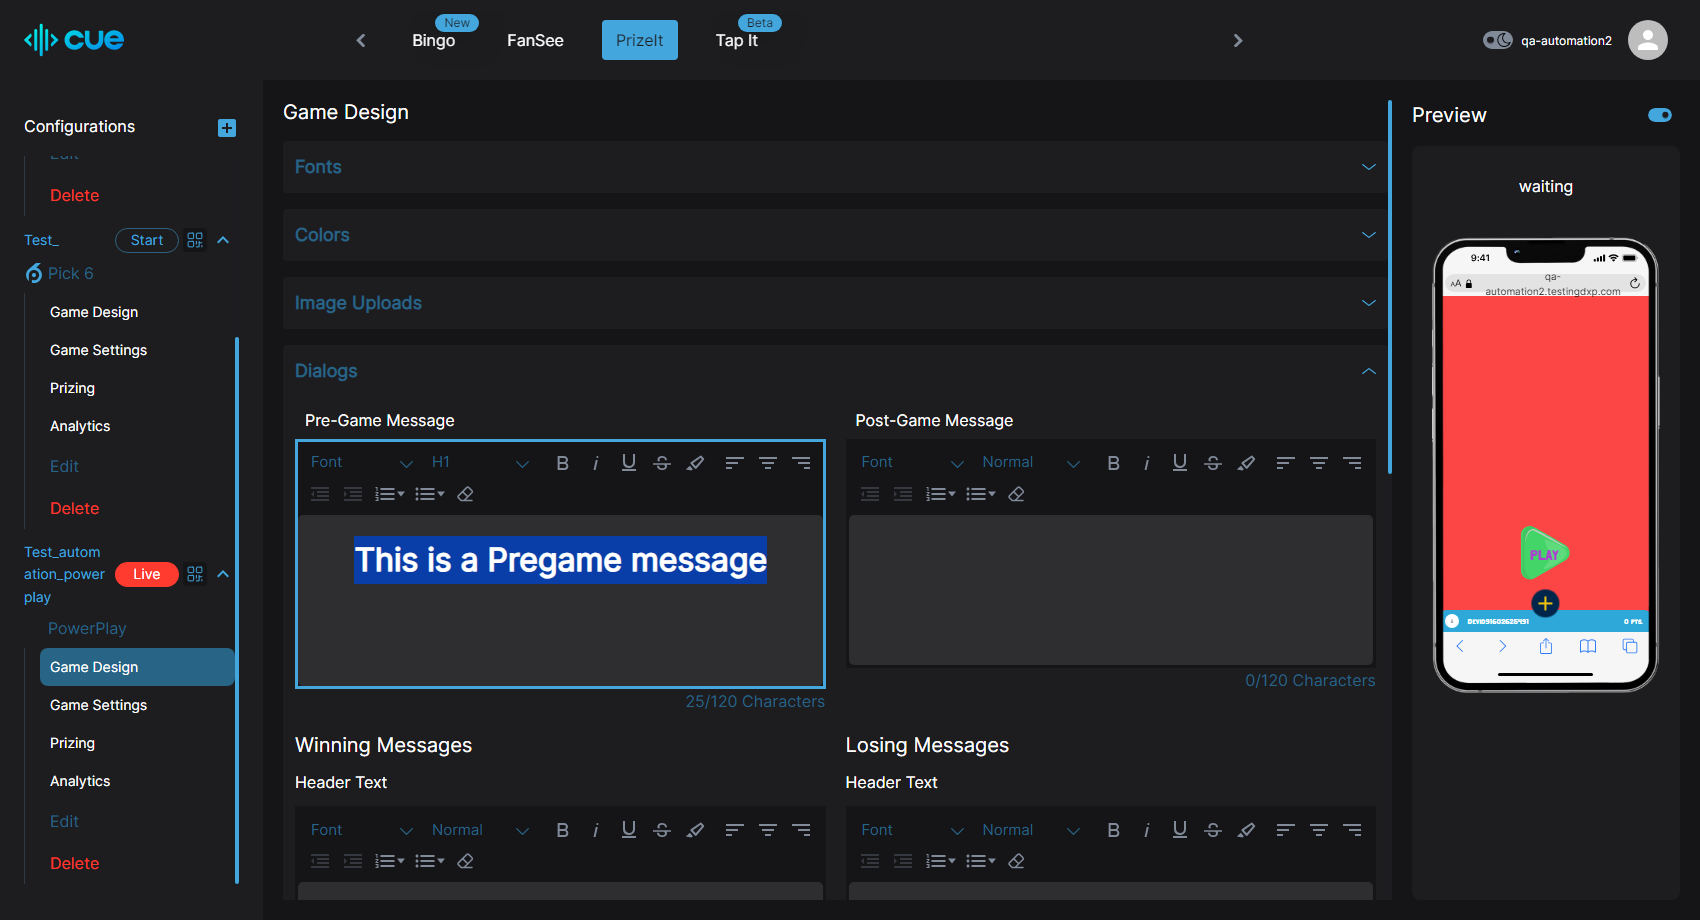 cue
New
Bingo
FanSee
PrizeIt
Beta
Tap It
qa-automation2
Configurations
Edit
Delete
Test_
Start
Pick 6
Game Design
Game Settings
Prizing
Analytics
Edit
Delete
Test_autom
ation_power
play
Live
PowerPlay
Game Design
Game Settings
Prizing
Analytics
Edit
Delete
Game Design
Fonts
Colors
Image Uploads
Dialogs
Pre-Game Message
Font H1
This is a Pregame message
25/120 Characters
Post-Game Message
Font Normal
0/120 Characters
Winning Messages
Header Text
Font Normal
Losing Messages
Header Text
Font Normal
Preview
waiting
9:41
AA
qa-
automation2.testingdxp.com
PLAY
0 PTS.